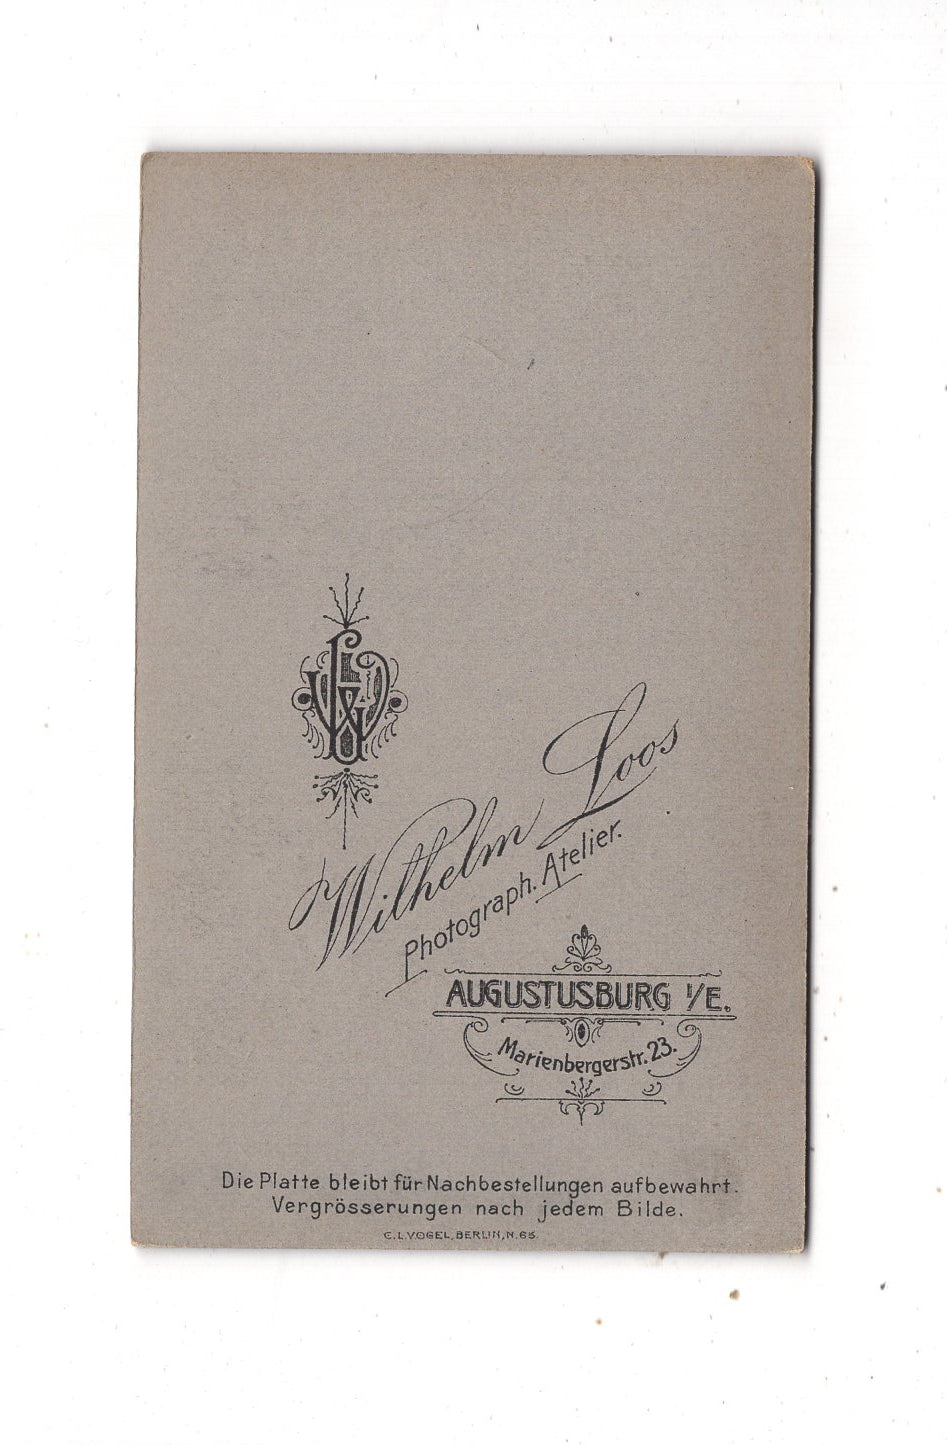 WL
Wilhelm Loos
Photograph. Atelier.
AUGUSTUSBURG i/E.
Marienbergerstr. 23.
Die Platte bleibt für Nachbestellungen aufbewahrt.
Vergrösserungen nach jedem Bilde.
C.L.VOGEL, BERLIN, N. 65.